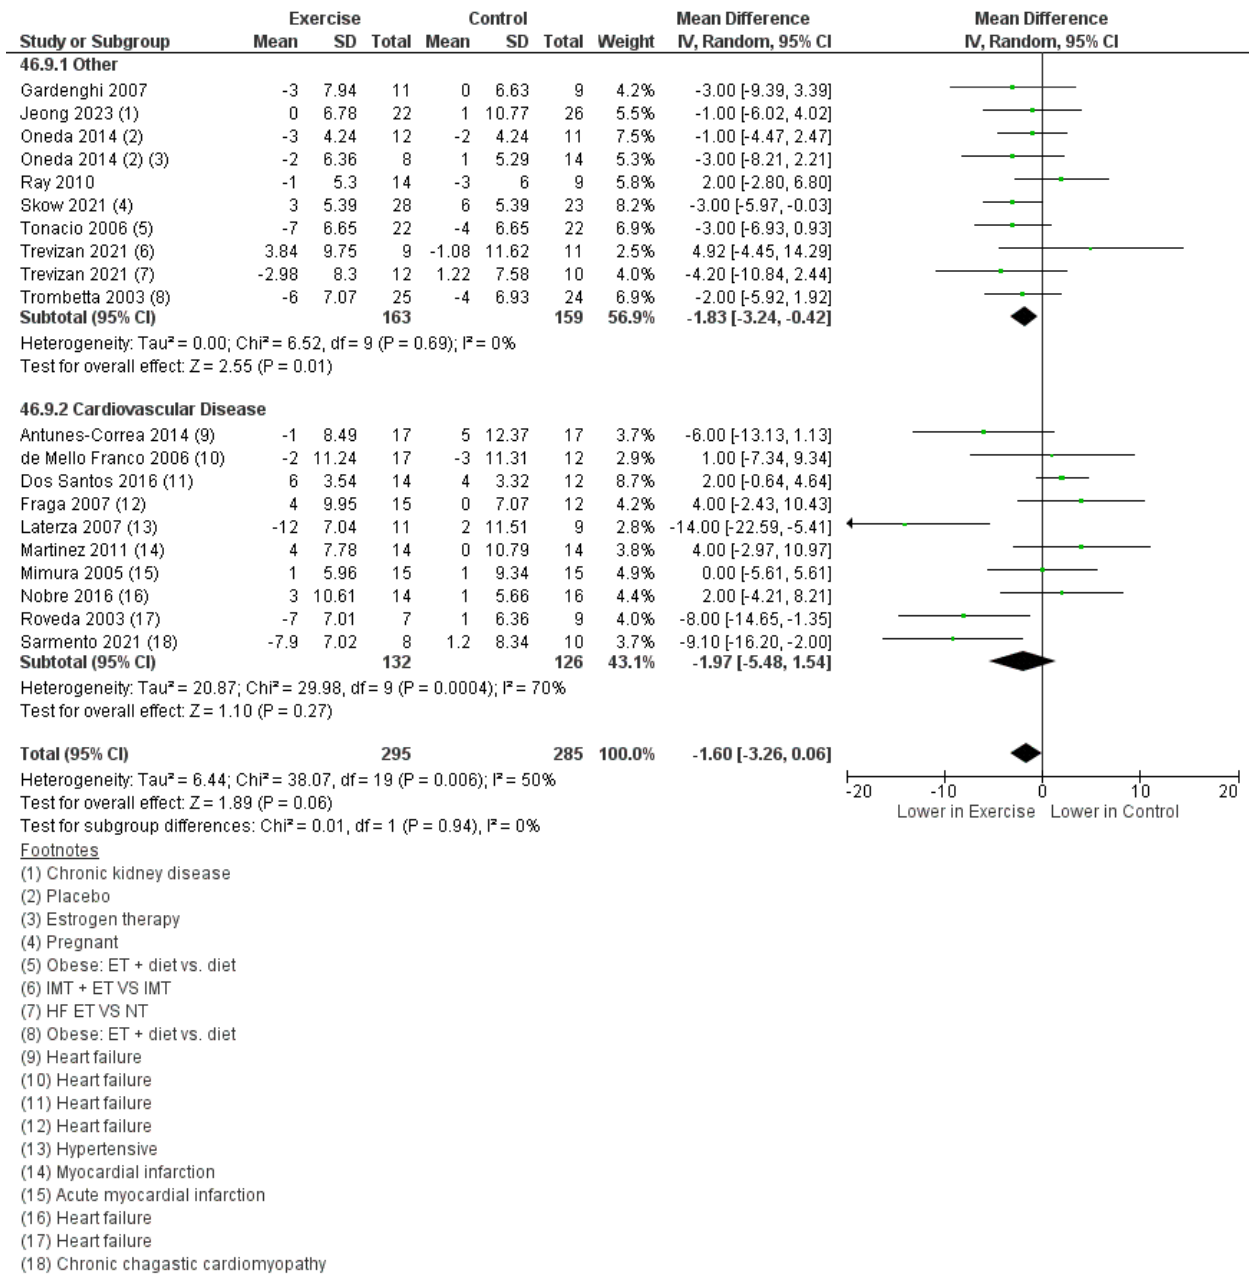 Exercise Control Mean Difference Mean Difference
Study or Subgroup Mean SD Total Mean SD Total Weight IV, Random, 95% CI IV, Random, 95% CI
46.9.1 Other
Gardenghi 2007 -3 7.94 11 0 6.63 9 4.2% -3.00 [-9.39, 3.39]
Jeong 2023 (1) 0 6.78 22 1 10.77 26 5.5% -1.00 [-6.02, 4.02]
Oneda 2014 (2) -3 4.24 12 -2 4.24 11 7.5% -1.00 [-4.47, 2.47]
Oneda 2014 (2) (3) -2 6.36 8 1 5.29 14 5.3% -3.00 [-8.21, 2.21]
Ray 2010 -1 5.3 14 -3 6 9 5.8% 2.00 [-2.80, 6.80]
Skow 2021 (4) 3 5.39 28 6 5.39 23 8.2% -3.00 [-5.97, -0.03]
Tonacio 2006 (5) -7 6.65 22 -4 6.65 22 6.9% -3.00 [-6.93, 0.93]
Trevizan 2021 (6) 3.84 9.75 9 -1.08 11.62 11 2.5% 4.92 [-4.45, 14.29]
Trevizan 2021 (7) -2.98 8.3 12 1.22 7.58 10 4.0% -4.20 [-10.84, 2.44]
Trombetta 2003 (8) -6 7.07 25 -4 6.93 24 6.9% -2.00 [-5.92, 1.92]
Subtotal (95% CI) 163 159 56.9% -1.83 [-3.24, -0.42]
Heterogeneity: Tau² = 0.00; Chi² = 6.52, df = 9 (P = 0.69); I² = 0%
Test for overall effect: Z = 2.55 (P = 0.01)
46.9.2 Cardiovascular Disease
Antunes-Correa 2014 (9) -1 8.49 17 5 12.37 17 3.7% -6.00 [-13.13, 1.13]
de Mello Franco 2006 (10) -2 11.24 17 -3 11.31 12 2.9% 1.00 [-7.34, 9.34]
Dos Santos 2016 (11) 6 3.54 14 4 3.32 12 8.7% 2.00 [-0.64, 4.64]
Fraga 2007 (12) 4 9.95 15 0 7.07 12 4.2% 4.00 [-2.43, 10.43]
Laterza 2007 (13) -12 7.04 11 2 11.51 9 2.8% -14.00 [-22.59, -5.41]
Martinez 2011 (14) 4 7.78 14 0 10.79 14 3.8% 4.00 [-2.97, 10.97]
Mimura 2005 (15) 1 5.96 15 1 9.34 15 4.9% 0.00 [-5.61, 5.61]
Nobre 2016 (16) 3 10.61 14 1 5.66 16 4.4% 2.00 [-4.21, 8.21]
Roveda 2003 (17) -7 7.01 7 1 6.36 9 4.0% -8.00 [-14.65, -1.35]
Sarmento 2021 (18) -7.9 7.02 8 1.2 8.34 10 3.7% -9.10 [-16.20, -2.00]
Subtotal (95% CI) 132 126 43.1% -1.97 [-5.48, 1.54]
Heterogeneity: Tau² = 20.87; Chi² = 29.98, df = 9 (P = 0.0004); I² = 70%
Test for overall effect: Z = 1.10 (P = 0.27)
Total (95% CI) 295 285 100.0% -1.60 [-3.26, 0.06]
Heterogeneity: Tau² = 6.44; Chi² = 38.07, df = 19 (P = 0.006); I² = 50%
Test for overall effect: Z = 1.89 (P = 0.06)
Test for subgroup differences: Chi² = 0.01, df = 1 (P = 0.94), I² = 0%
-20 -10 0 10 20
Lower in Exercise Lower in Control
Footnotes
(1) Chronic kidney disease
(2) Placebo
(3) Estrogen therapy
(4) Pregnant
(5) Obese: ET + diet vs. diet
(6) IMT + ET VS IMT
(7) HF ET VS NT
(8) Obese: ET + diet vs. diet
(9) Heart failure
(10) Heart failure
(11) Heart failure
(12) Heart failure
(13) Hypertensive
(14) Myocardial infarction
(15) Acute myocardial infarction
(16) Heart failure
(17) Heart failure
(18) Chronic chagastic cardiomyopathy